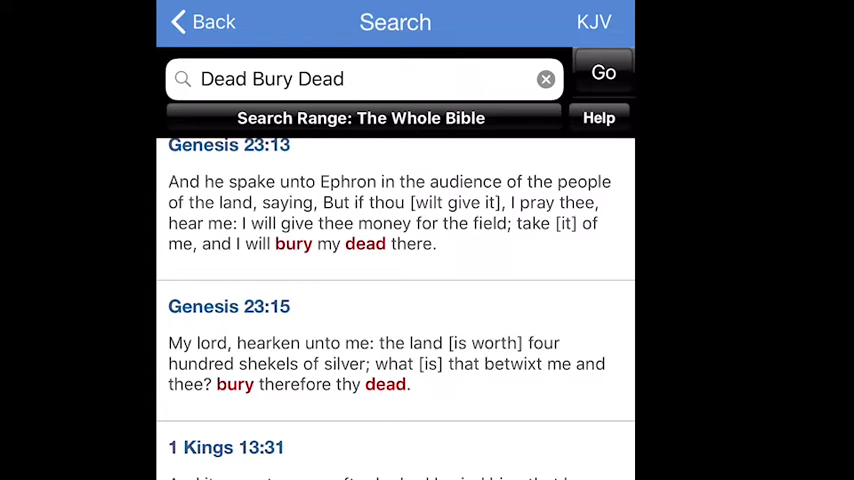 Back Search KJV
Dead Bury Dead
Go
Search Range: The Whole Bible Help
Genesis 23:13
And he spake unto Ephron in the audience of the people
of the land, saying, But if thou [wilt give it], I pray thee,
hear me: I will give thee money for the field; take [it] of
me, and I will bury my dead there.
Genesis 23:15
My lord, hearken unto me: the land [is worth] four
hundred shekels of silver; what [is] that betwixt me and
thee? bury therefore thy dead.
1 Kings 13:31